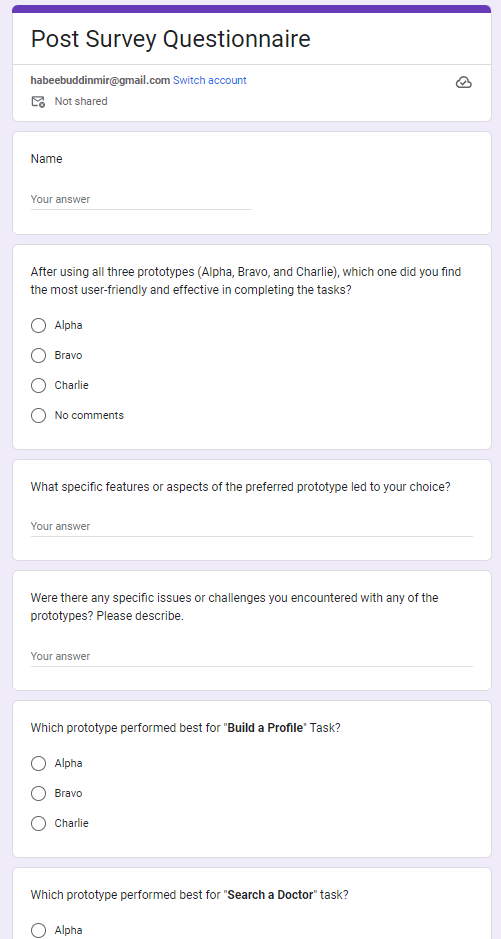 Post Survey Questionnaire
habeebuddinmir@gmail.com Switch account
Not shared
Name
Your answer
After using all three prototypes (Alpha, Bravo, and Charlie), which one did you find
the most user-friendly and effective in completing the tasks?
Alpha
Bravo
Charlie
No comments
What specific features or aspects of the preferred prototype led to your choice?
Your answer
Were there any specific issues or challenges you encountered with any of the
prototypes? Please describe.
Your answer
Which prototype performed best for "Build a Profile" Task?
Alpha
Bravo
Charlie
Which prototype performed best for "Search a Doctor" task?
Alpha